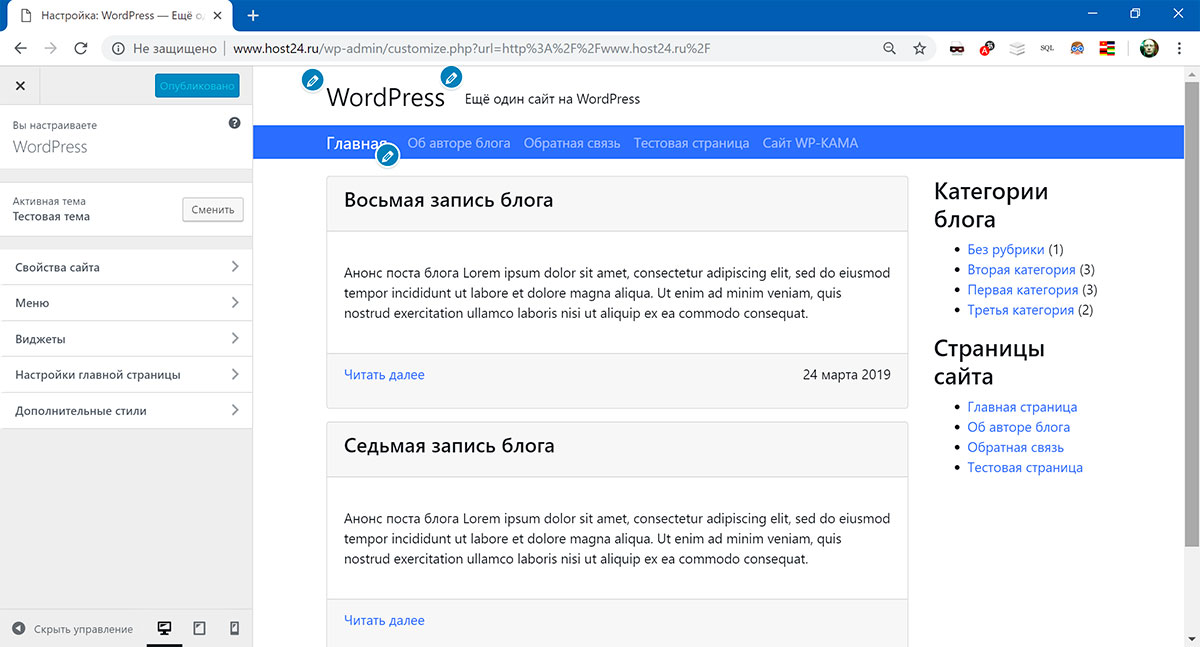 Настройка: WordPress — Ещё о
Не защищено
www.host24.ru/wp-admin/customize.php?url=http%3A%2F%2Fwww.host24.ru%2F
SQL
Опубликовано
Вы настраиваете
WordPress
Активная тема
Тестовая тема
Сменить
Свойства сайта
Меню
Виджеты
Настройки главной страницы
Дополнительные стили
Скрыть управление
WordPress
Ещё один сайт на WordPress
Главная Об авторе блога Обратная связь Тестовая страница Сайт WP-KAMA
Восьмая запись блога
Анонс поста блога Lorem ipsum dolor sit amet, consectetur adipiscing elit, sed do eiusmod
tempor incididunt ut labore et dolore magna aliqua. Ut enim ad minim veniam, quis
nostrud exercitation ullamco laboris nisi ut aliquip ex ea commodo consequat.
Читать далее 24 марта 2019
Седьмая запись блога
Анонс поста блога Lorem ipsum dolor sit amet, consectetur adipiscing elit, sed do eiusmod
tempor incididunt ut labore et dolore magna aliqua. Ut enim ad minim veniam, quis
nostrud exercitation ullamco laboris nisi ut aliquip ex ea commodo consequat.
Читать далее
Категории
блога
Без рубрики (1)
Вторая категория (3)
Первая категория (3)
Третья категория (2)
Страницы
сайта
Главная страница
Об авторе блога
Обратная связь
Тестовая страница